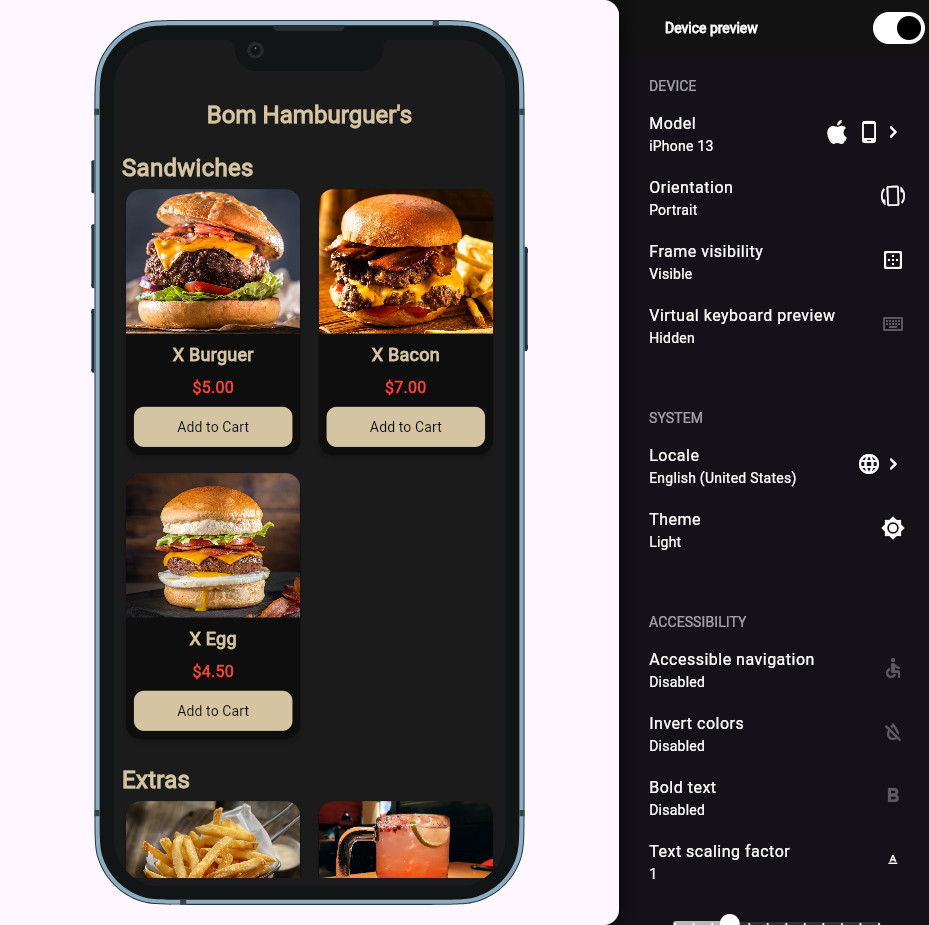 Bom Hamburguer's
Sandwiches
X Burguer
$5.00
Add to Cart
X Bacon
$7.00
Add to Cart
X Egg
$4.50
Add to Cart
Extras
Device preview
DEVICE
Model
iPhone 13
Orientation
Portrait
Frame visibility
Visible
Virtual keyboard preview
Hidden
SYSTEM
Locale
English (United States)
Theme
Light
ACCESSIBILITY
Accessible navigation
Disabled
Invert colors
Disabled
Bold text
Disabled
B
Text scaling factor
1
A